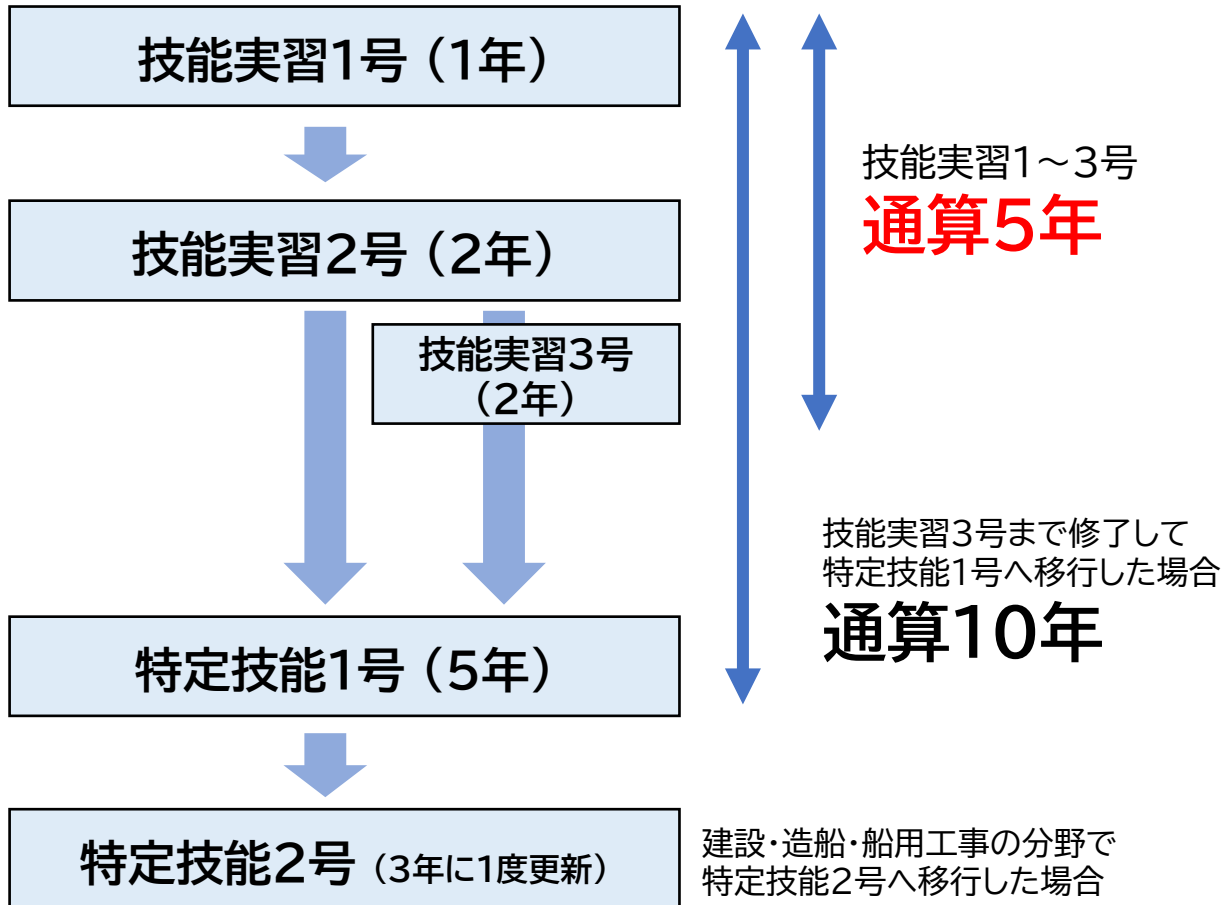 技能実習1号（1年）
技能実習2号（2年）
技能実習3号
（2年）
技能実習1～3号
通算5年
技能実習3号まで修了して
特定技能1号へ移行した場合
通算10年
特定技能1号（5年）
特定技能2号（3年に1度更新）
建設・造船・船用工事の分野で
特定技能2号へ移行した場合